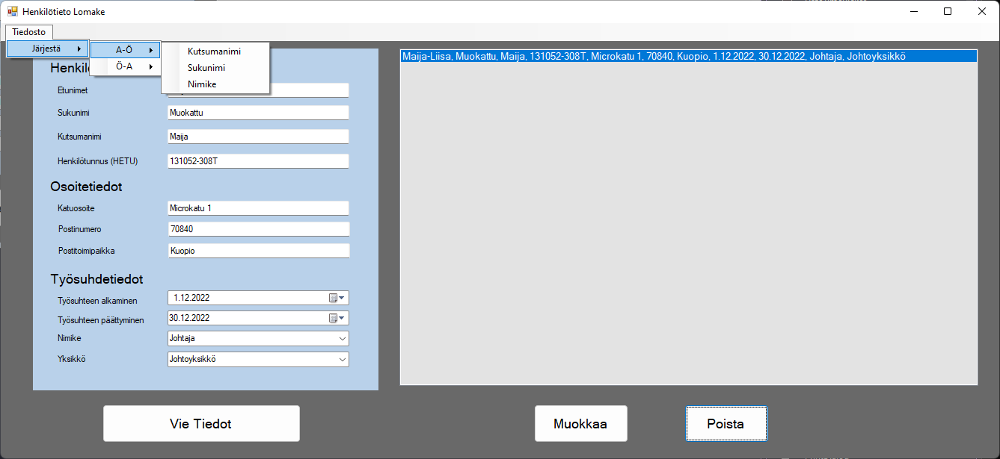 Henkilötieto Lomake
Tiedosto
Järjestä
A-Ö
Ö-A
Kutsumanimi
Sukunimi
Nimike
Etunimet
Sukunimi
Muokattu
Kutsumanimi
Maija
Henkilötunnus (HETU)
131052-308T
Osoitetiedot
Katuosoite
Microkatu 1
Postinumero
70840
Postitoimipaikka
Kuopio
Työsuhdetiedot
Työsuhteen alkaminen
1.12.2022
Työsuhteen päättyminen
30.12.2022
Nimike
Johtaja
Yksikkö
Johtoyksikkö
Vie Tiedot
Maija-Liisa, Muokattu, Maija, 131052-308T, Microkatu 1, 70840, Kuopio, 1.12.2022, 30.12.2022, Johtaja, Johtoyksikkö
Muokkaa
Poista